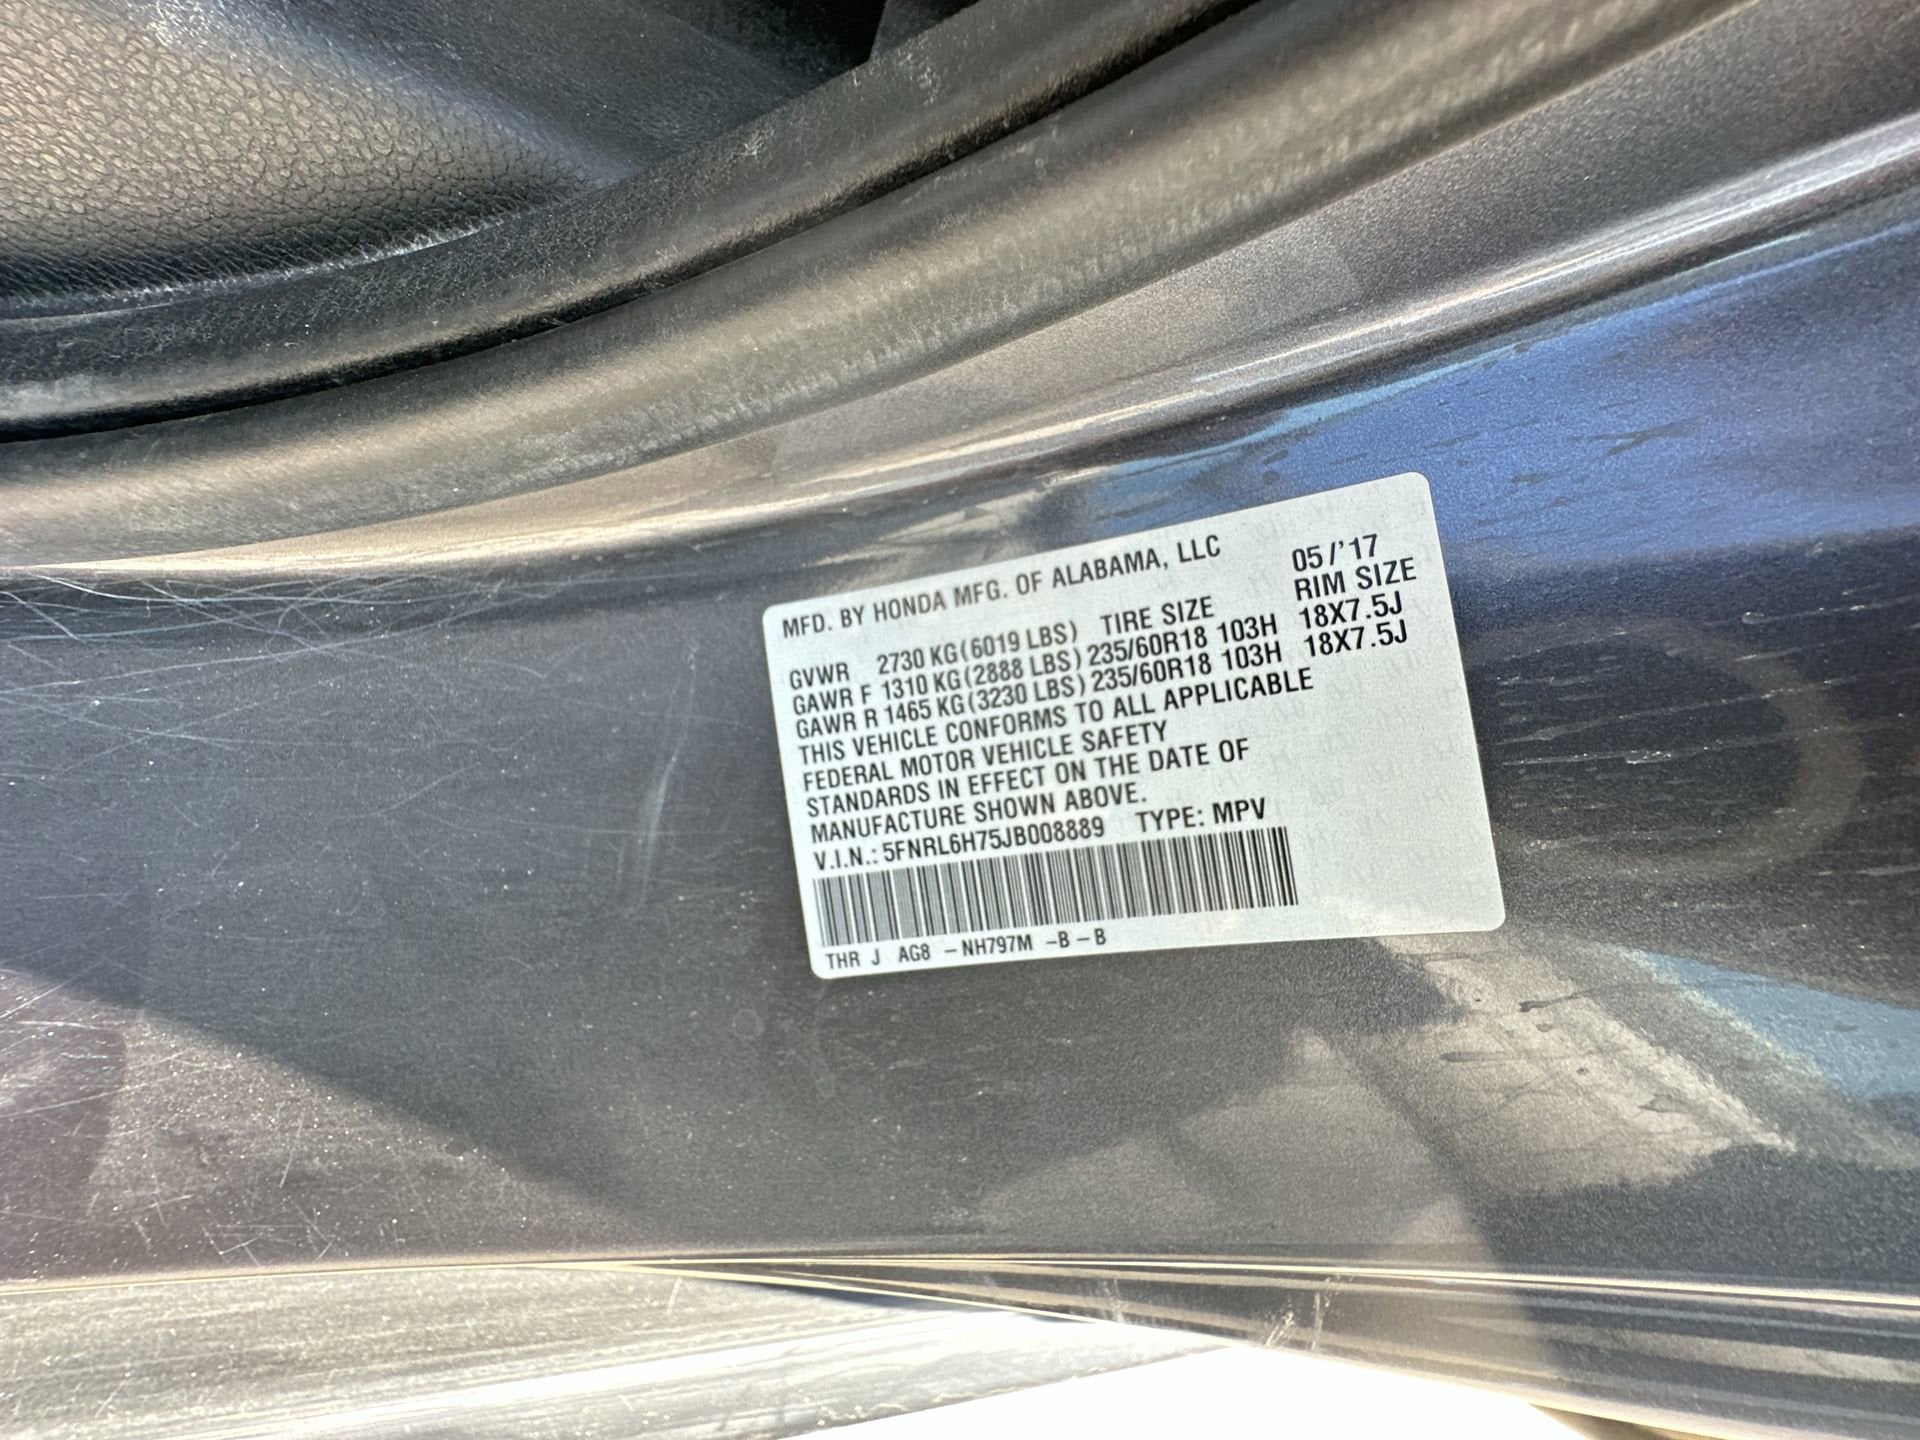 MFD. BY HONDA MFG. OF ALABAMA, LLC 05/'17
GVWR 2730 KG(6019 LBS) TIRE SIZE RIM SIZE
GAWR F 1310 KG(2888 LBS) 235/60R18 103H 18X7.5J
GAWR R 1465 KG(3230 LBS) 235/60R18 103H 18X7.5J
THIS VEHICLE CONFORMS TO ALL APPLICABLE
FEDERAL MOTOR VEHICLE SAFETY
STANDARDS IN EFFECT ON THE DATE OF
MANUFACTURE SHOWN ABOVE.
V.I.N.: 5FNRL6H75JB008889 TYPE: MPV
THR J AG8 -NH797M -B-B